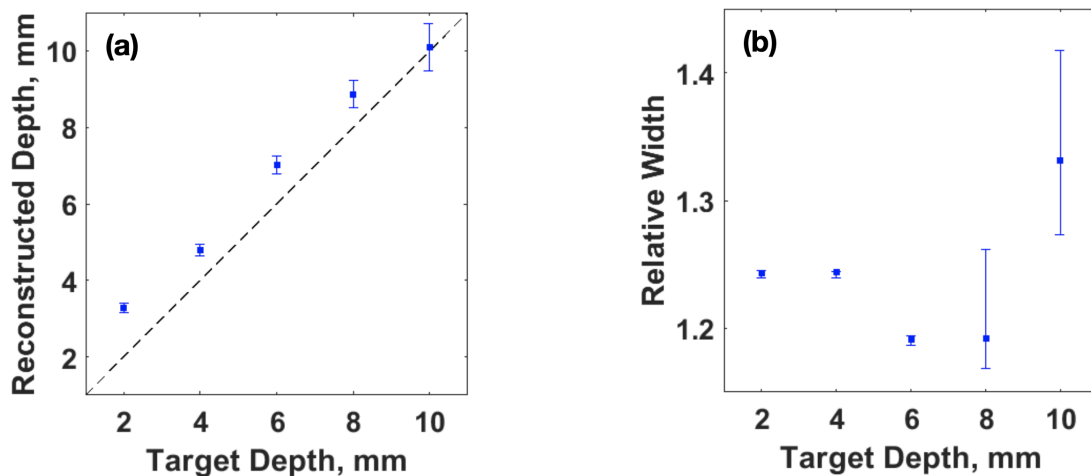 (a)
Reconstructed Depth, mm
10
8
6
4
2
2 4 6 8 10
Target Depth, mm
(b)
Relative Width
1.4
1.3
1.2
2 4 6 8 10
Target Depth, mm